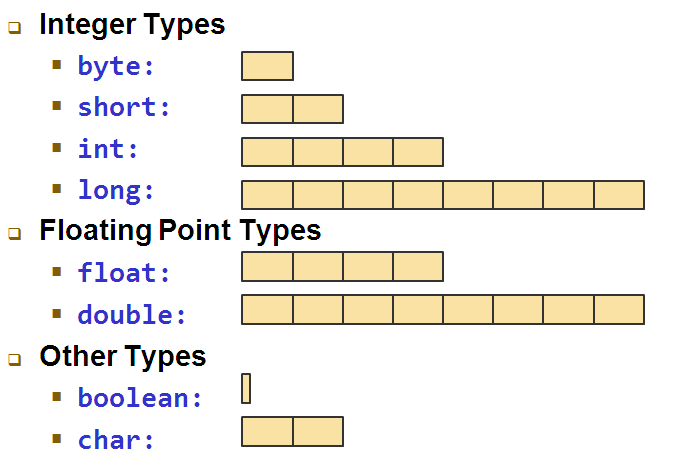 Integer Types
byte:
short:
int:
long:
Floating Point Types
float:
double:
Other Types
boolean:
char: